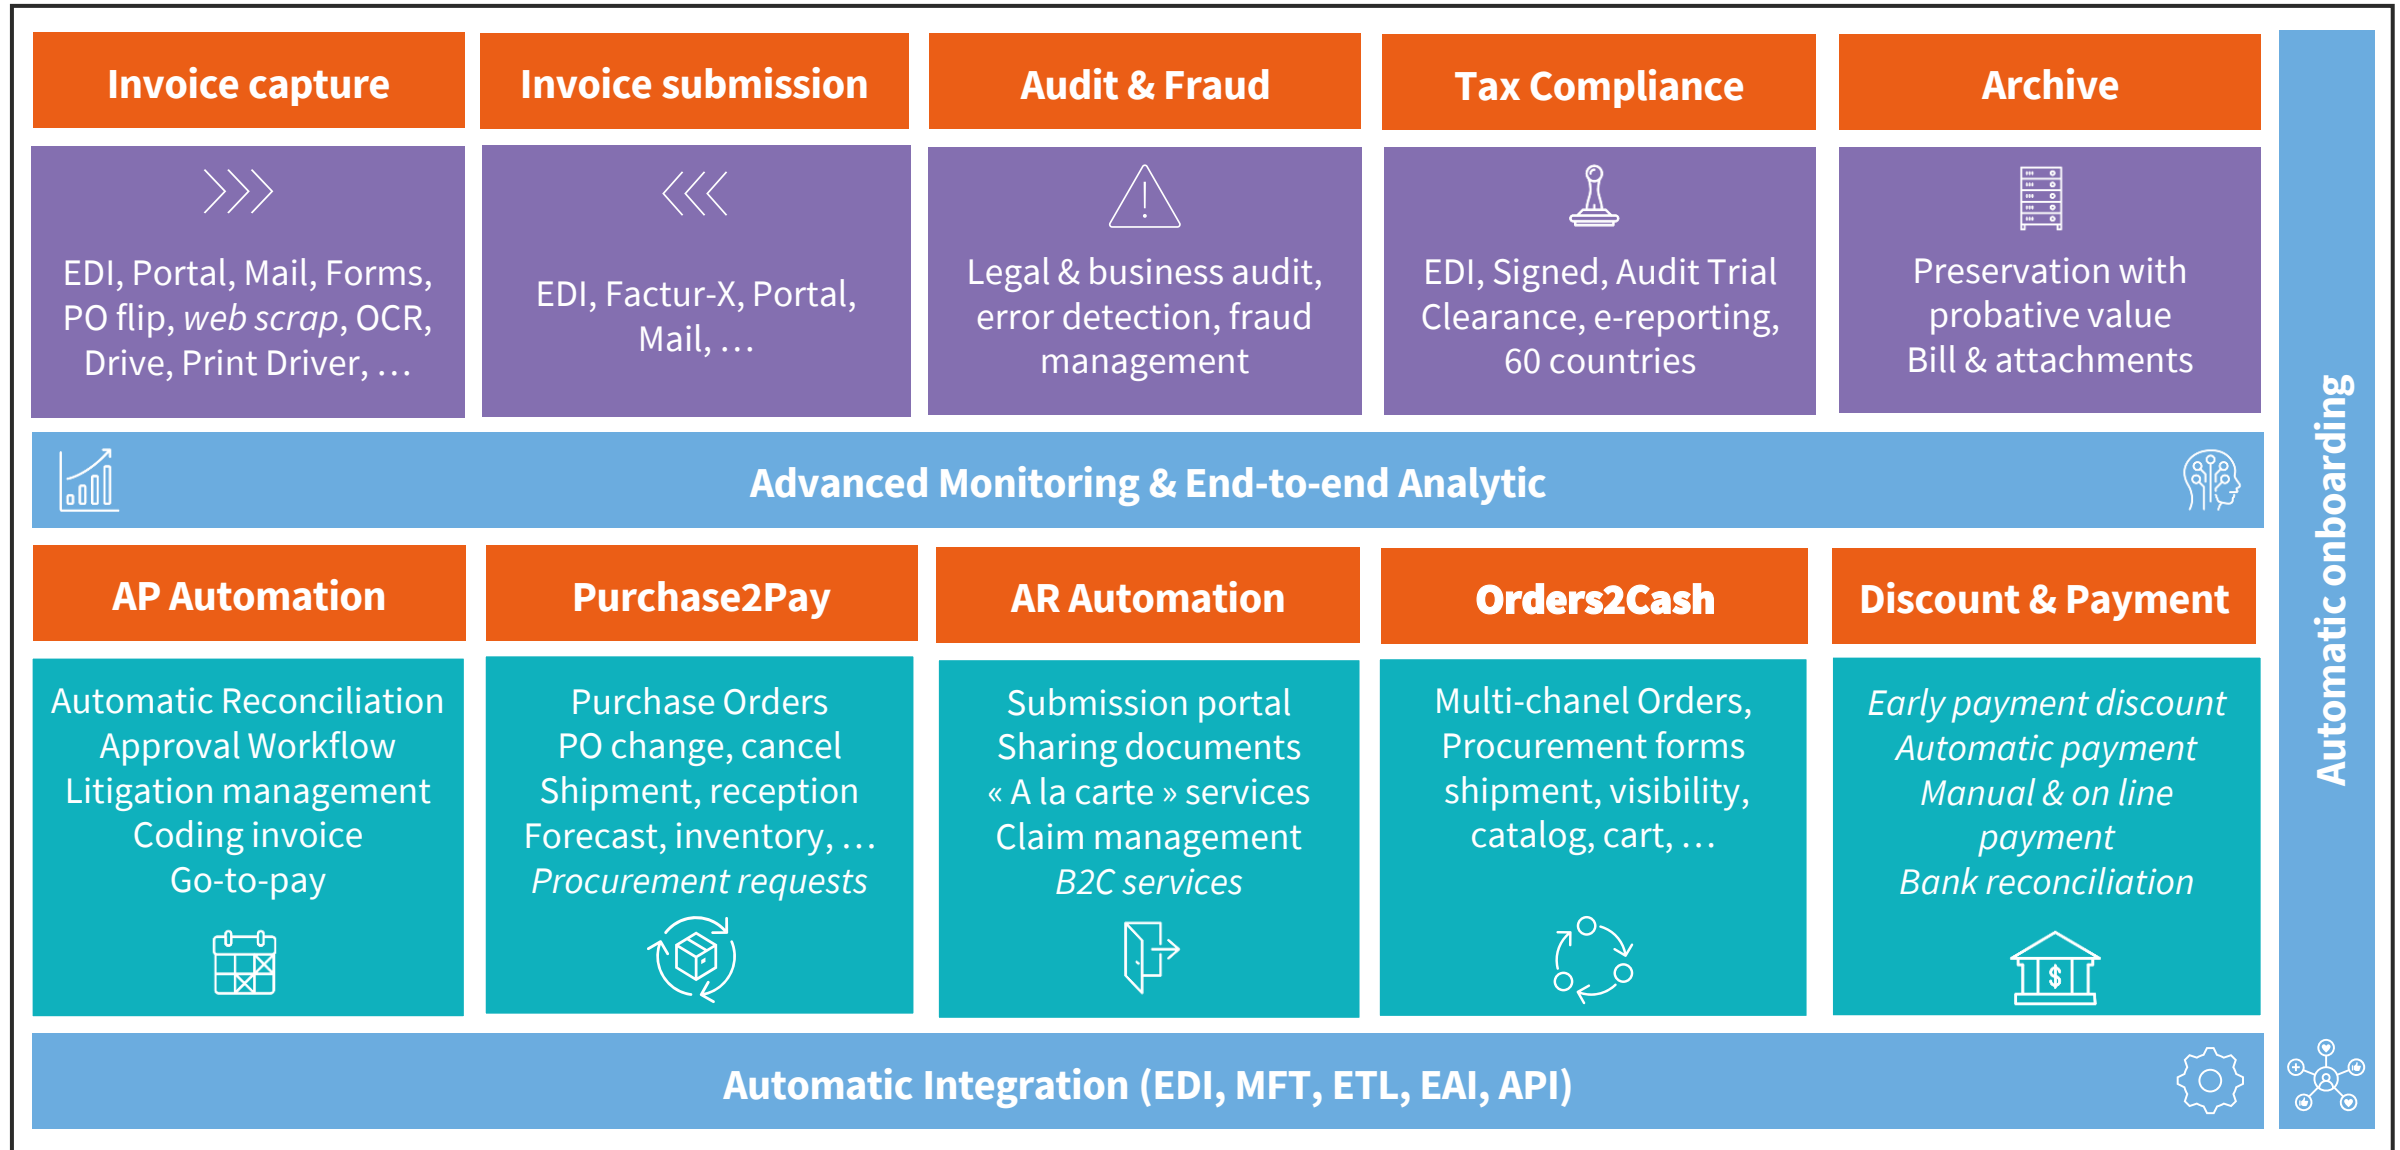 Invoice capture
EDI, Portal, Mail, Forms,
PO flip, web scrap, OCR,
Drive, Print Driver, …
Invoice submission
EDI, Factur-X, Portal,
Mail, …
Audit & Fraud
Legal & business audit,
error detection, fraud
management
Tax Compliance
EDI, Signed, Audit Trial
Clearance, e-reporting,
60 countries
Archive
Preservation with
probative value
Bill & attachments
Advanced Monitoring & End-to-end Analytic
AP Automation
Automatic Reconciliation
Approval Workflow
Litigation management
Coding invoice
Go-to-pay
Purchase2Pay
Purchase Orders
PO change, cancel
Shipment, reception
Forecast, inventory, …
Procurement requests
AR Automation
Submission portal
Sharing documents
« A la carte » services
Claim management
B2C services
Orders2Cash
Multi-chanel Orders,
Procurement forms
shipment, visibility,
catalog, cart, …
Discount & Payment
Early payment discount
Automatic payment
Manual & on line
payment
Bank reconciliation
$
Automatic Integration (EDI, MFT, ETL, EAI, API)
Automatic onboarding